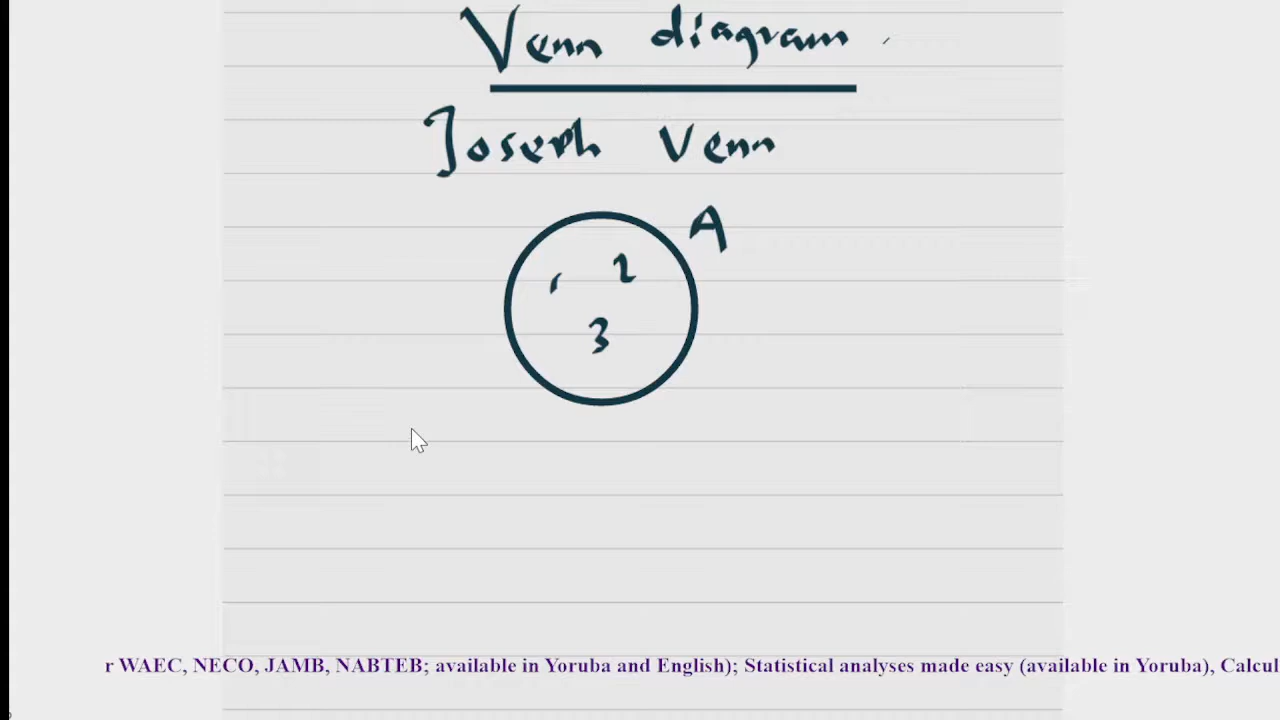 Venn diagram
Joseph Venn
A
1 2
3
r WAEC, NECO, JAMB, NABTEB; available in Yoruba and English); Statistical analyses made easy (available in Yoruba), Calcul